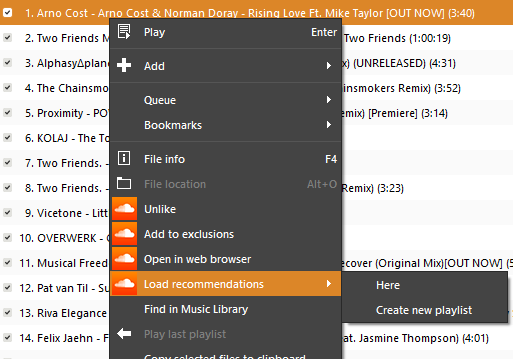 1. Arno Cost - Arno Cost & Norman Doray - Rising Love Ft. Mike Taylor [OUT NOW] (3:40)
2. Two Friends M
Two Friends (1:00:19)
3. Alphasy∆plane
x) (UNRELEASED) (4:31)
4. The Chainsmo
insmokers Remix) (3:52)
5. Proximity - PO
mix) [Premiere] (3:14)
6. KOLAJ - The To
7. Two Friends. -
8. Two Friends. -
Remix) (3:23)
9. Vicetone - Litt
10. OVERWERK - C
11. Musical Freed
ecover (Original Mix)[OUT NOW] (5
12. Pat van Til - Su
13. Riva Elegance
14. Felix Jaehn - F
eat. Jasmine Thompson) (4:01)
Play Enter
Add
Queue
Bookmarks
File info F4
File location Alt+O
Unlike
Add to exclusions
Open in web browser
Load recommendations
Find in Music Library
Play last playlist
Copy selected files to clipboard
Here
Create new playlist